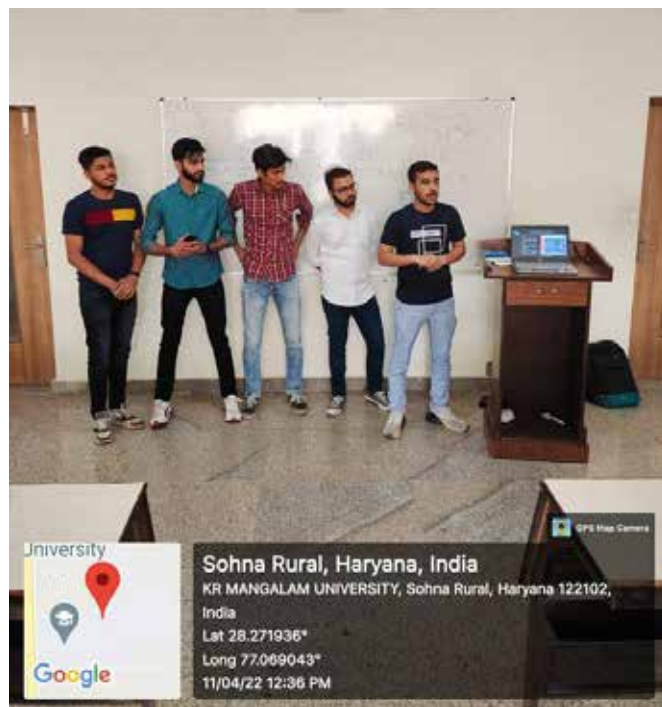 GPS Map Camera
University
Google
Sohna Rural, Haryana, India
KR MANGALAM UNIVERSITY, Sohna Rural, Haryana 122102,
India
Lat 28.271936°
Long 77.069043°
11/04/22 12:36 PM